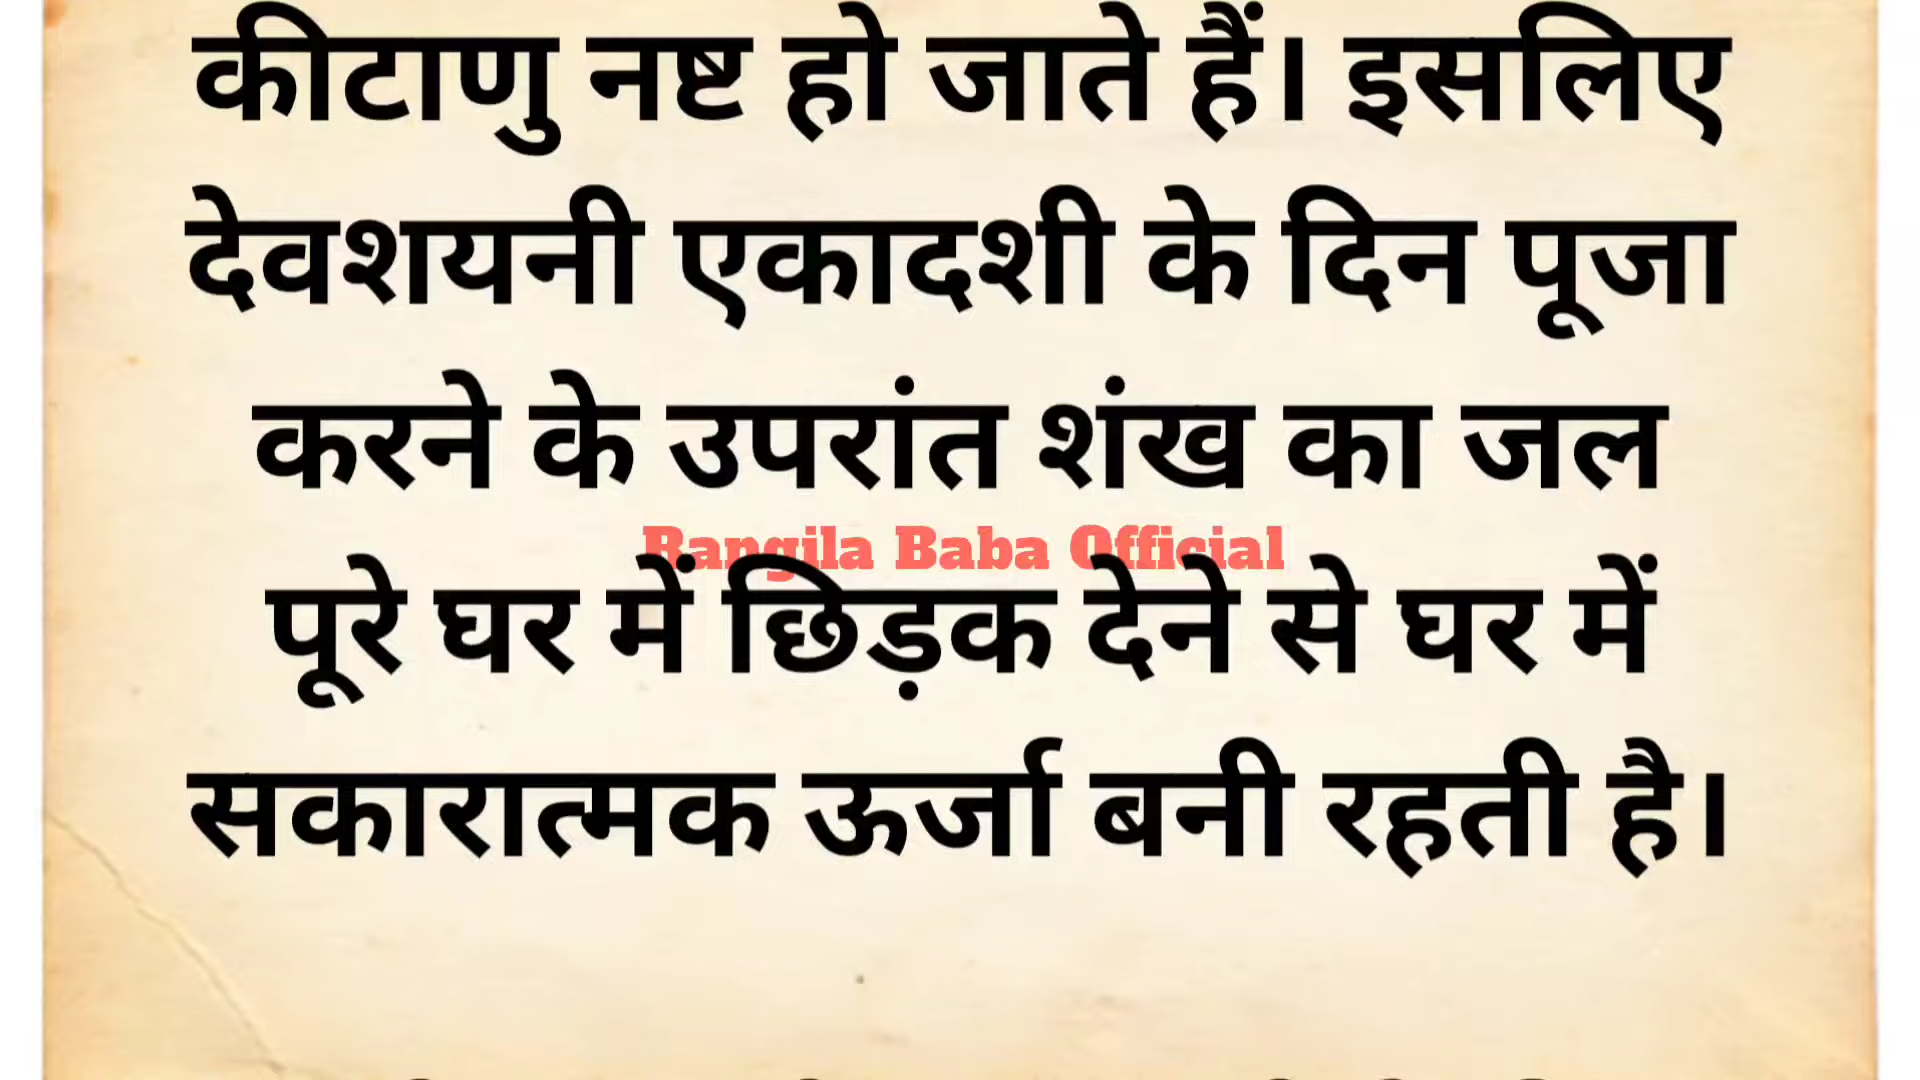 कीटाणु नष्ट हो जाते हैं। इसलिए
देवशयनी एकादशी के दिन पूजा
करने के उपरांत शंख का जल
Rangila Baba Official
पूरे घर में छिड़क देने से घर में
सकारात्मक ऊर्जा बनी रहती है।